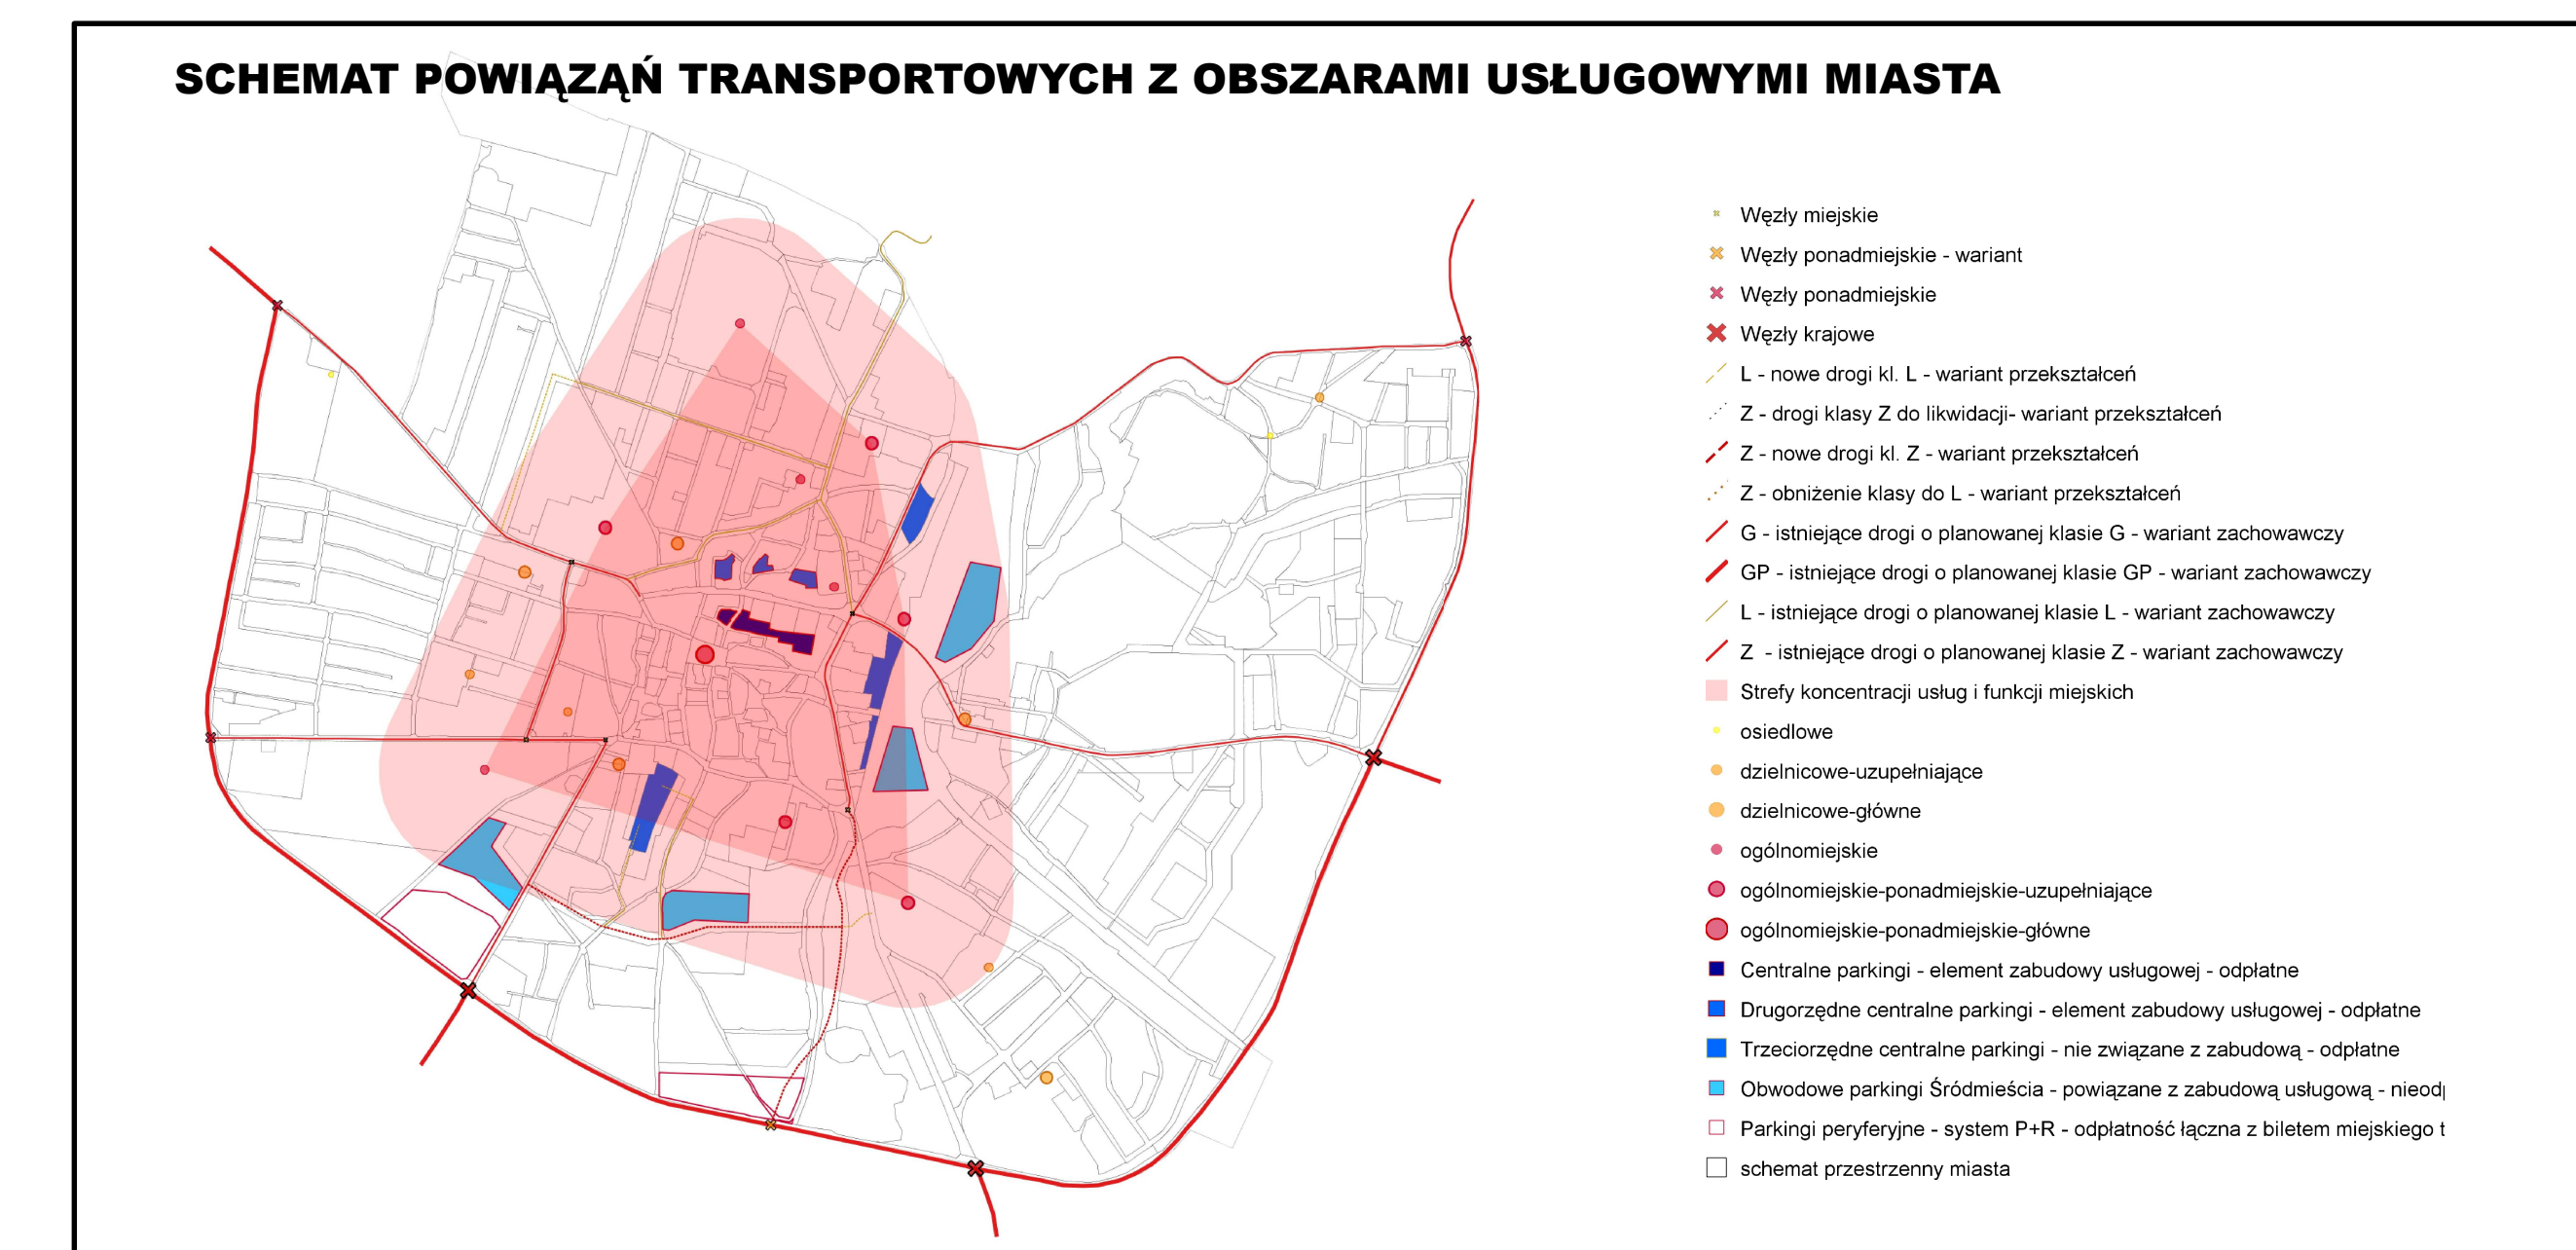 SCHEMAT POWIĄZĄŃ TRANSPORTOWYCH Z OBSZARAMI USŁUGOWYMI MIASTA
Węzły miejskie
Węzły ponadmiejskie - wariant
Węzły ponadmiejskie
Węzły krajowe
L - nowe drogi kl. L - wariant przekształceń
Z - drogi klasy Z do likwidacji- wariant przekształceń
Z - nowe drogi kl. Z - wariant przekształceń
Z - obniżenie klasy do L - wariant przekształceń
G - istniejące drogi o planowanej klasie G - wariant zachowawczy
GP - istniejące drogi o planowanej klasie GP - wariant zachowawczy
L - istniejące drogi o planowanej klasie L - wariant zachowawczy
Z - istniejące drogi o planowanej klasie Z - wariant zachowawczy
Strefy koncentracji usług i funkcji miejskich
osiedlowe
dzielnicowe-uzupełniające
dzielnicowe-główne
ogólnomiejskie
ogólnomiejskie-ponadmiejskie-uzupełniające
ogólnomiejskie-ponadmiejskie-główne
Centralne parkingi - element zabudowy usługowej - odpłatne
Drugorzędne centralne parkingi - element zabudowy usługowej - odpłatne
Trzeciorzędne centralne parkingi - nie związane z zabudową - odpłatne
Obwodowe parkingi Śródmieścia - powiązane z zabudową usługową -
Parkingi peryferyjne - system P+R - odpłatność łączna z biletem miejskiego t
schemat przestrzenny miasta